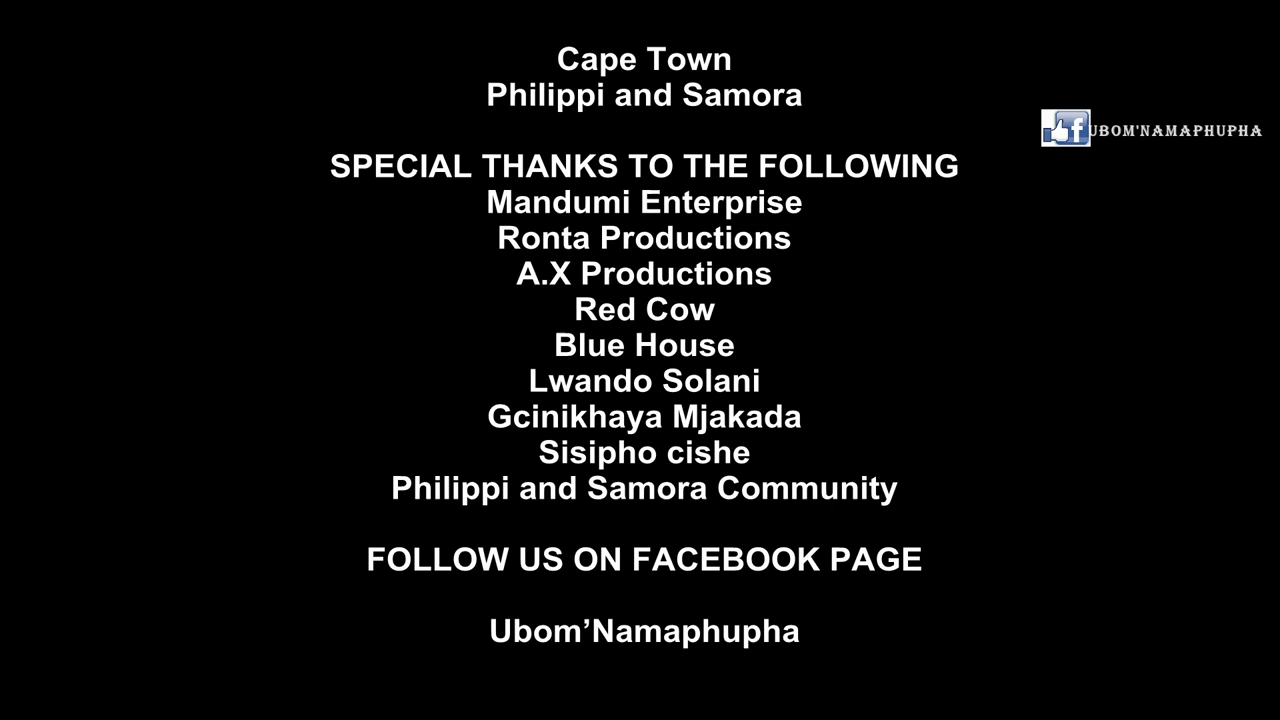 Cape Town
Philippi and Samora
UBOM'NAMAPHUPHA
SPECIAL THANKS TO THE FOLLOWING
Mandumi Enterprise
Ronta Productions
A.X Productions
Red Cow
Blue House
Lwando Solani
Gcinikhaya Mjakada
Sisipho cishe
Philippi and Samora Community
FOLLOW US ON FACEBOOK PAGE
Ubom’Namaphupha